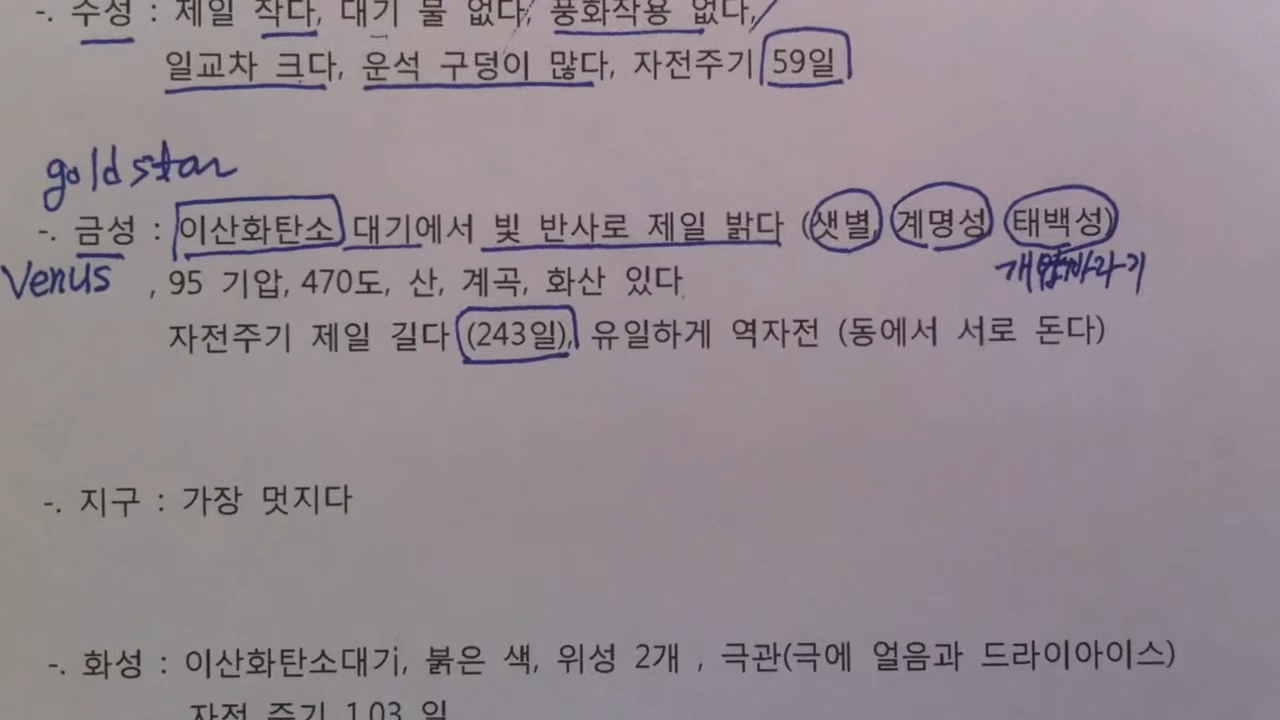 -. 수성 : 제일 작다, 대기 물 없다, 풍화작용 없다,
일교차 크다, 운석 구덩이 많다, 자전주기 59일
gold star
-. 금성 : 이산화탄소 대기에서 빛 반사로 제일 밝다 (샛별, 계명성 태백성)
Venus , 95 기압, 470도, 산, 계곡, 화산 있다
자전주기 제일 길다 (243일), 유일하게 역자전 (동에서 서로 돈다)
-. 지구 : 가장 멋지다
-. 화성 : 이산화탄소대기, 붉은 색, 위성 2개 , 극관(극에 얼음과 드라이아이스)
자전 주기 1.03 일